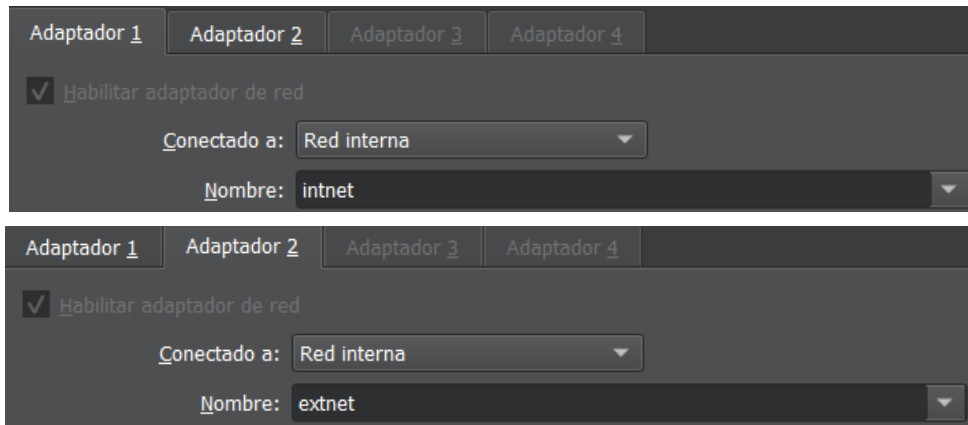 Adaptador 1 Adaptador 2 Adaptador 3 Adaptador 4
Habilitar adaptador de red
Conectado a: Red interna
Nombre: intnet
Adaptador 1 Adaptador 2 Adaptador 3 Adaptador 4
Habilitar adaptador de red
Conectado a: Red interna
Nombre: extnet